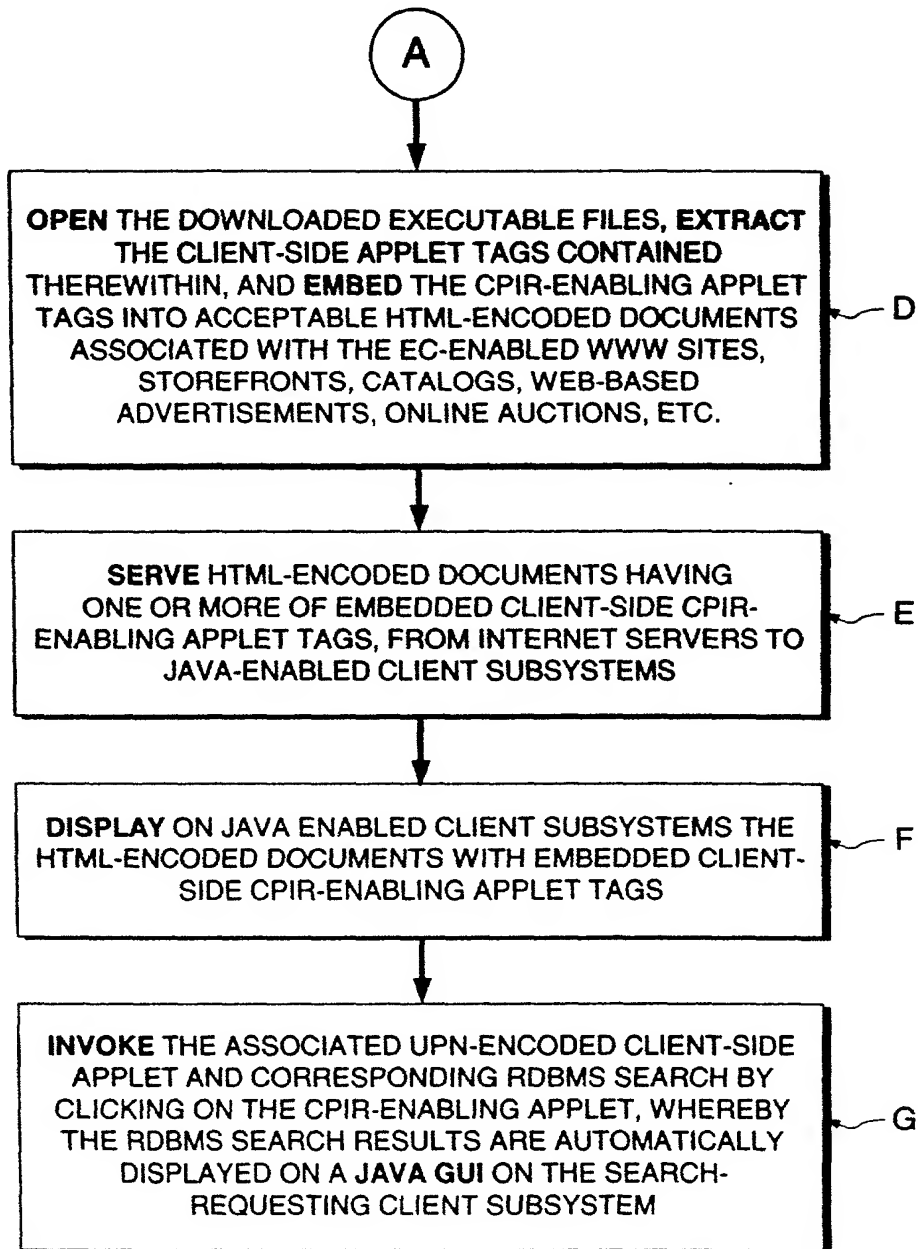 A
OPEN THE DOWNLOADED EXECUTABLE FILES, EXTRACT
THE CLIENT-SIDE APPLET TAGS CONTAINED
THEREWITHIN, AND EMBED THE CPIR-ENABLING APPLET
TAGS INTO ACCEPTABLE HTML-ENCODED DOCUMENTS
ASSOCIATED WITH THE EC-ENABLED WWW SITES,
STOREFRONTS, CATALOGS, WEB-BASED
ADVERTISEMENTS, ONLINE AUCTIONS, ETC.
D
SERVE HTML-ENCODED DOCUMENTS HAVING
ONE OR MORE OF EMBEDDED CLIENT-SIDE CPIR-
ENABLING APPLET TAGS, FROM INTERNET SERVERS TO
JAVA-ENABLED CLIENT SUBSYSTEMS
E
DISPLAY ON JAVA ENABLED CLIENT SUBSYSTEMS THE
HTML-ENCODED DOCUMENTS WITH EMBEDDED CLIENT-
SIDE CPIR-ENABLING APPLET TAGS
F
INVOKE THE ASSOCIATED UPN-ENCODED CLIENT-SIDE
APPLET AND CORRESPONDING RDBMS SEARCH BY
CLICKING ON THE CPIR-ENABLING APPLET, WHEREBY
THE RDBMS SEARCH RESULTS ARE AUTOMATICALLY
DISPLAYED ON A JAVA GUI ON THE SEARCH-
REQUESTING CLIENT SUBSYSTEM
G